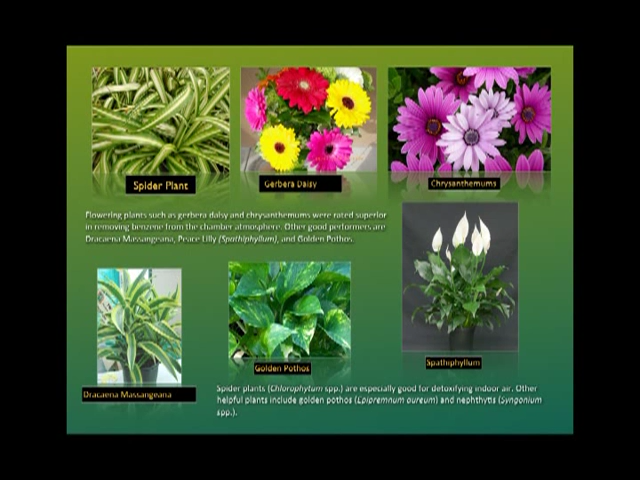 Spider Plant
Gerbera Daisy
Chrysanthemums
Flowering plants such as gerbera daisy and chrysanthemums were rated superior
in removing benzene from the chamber atmosphere. Other good performers are
Dracaena Massangeana, Peace Lilly (Spathiphyllum), and Golden Pothos.
Dracaena Massangeana
Golden Pothos
Spathiphyllum
Spider plants (Chlorophytum spp.) are especially good for detoxifying indoor air. Other
helpful plants include golden pothos (Epipremnum aureum) and nephthytis (Syngonium
spp.).